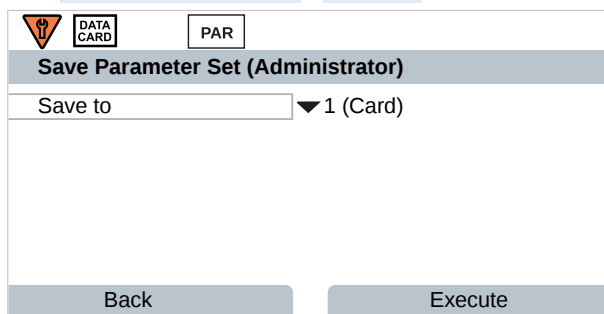 DATA
CARD
PAR
Save Parameter Set (Administrator)
Save to 1 (Card)
Back Execute